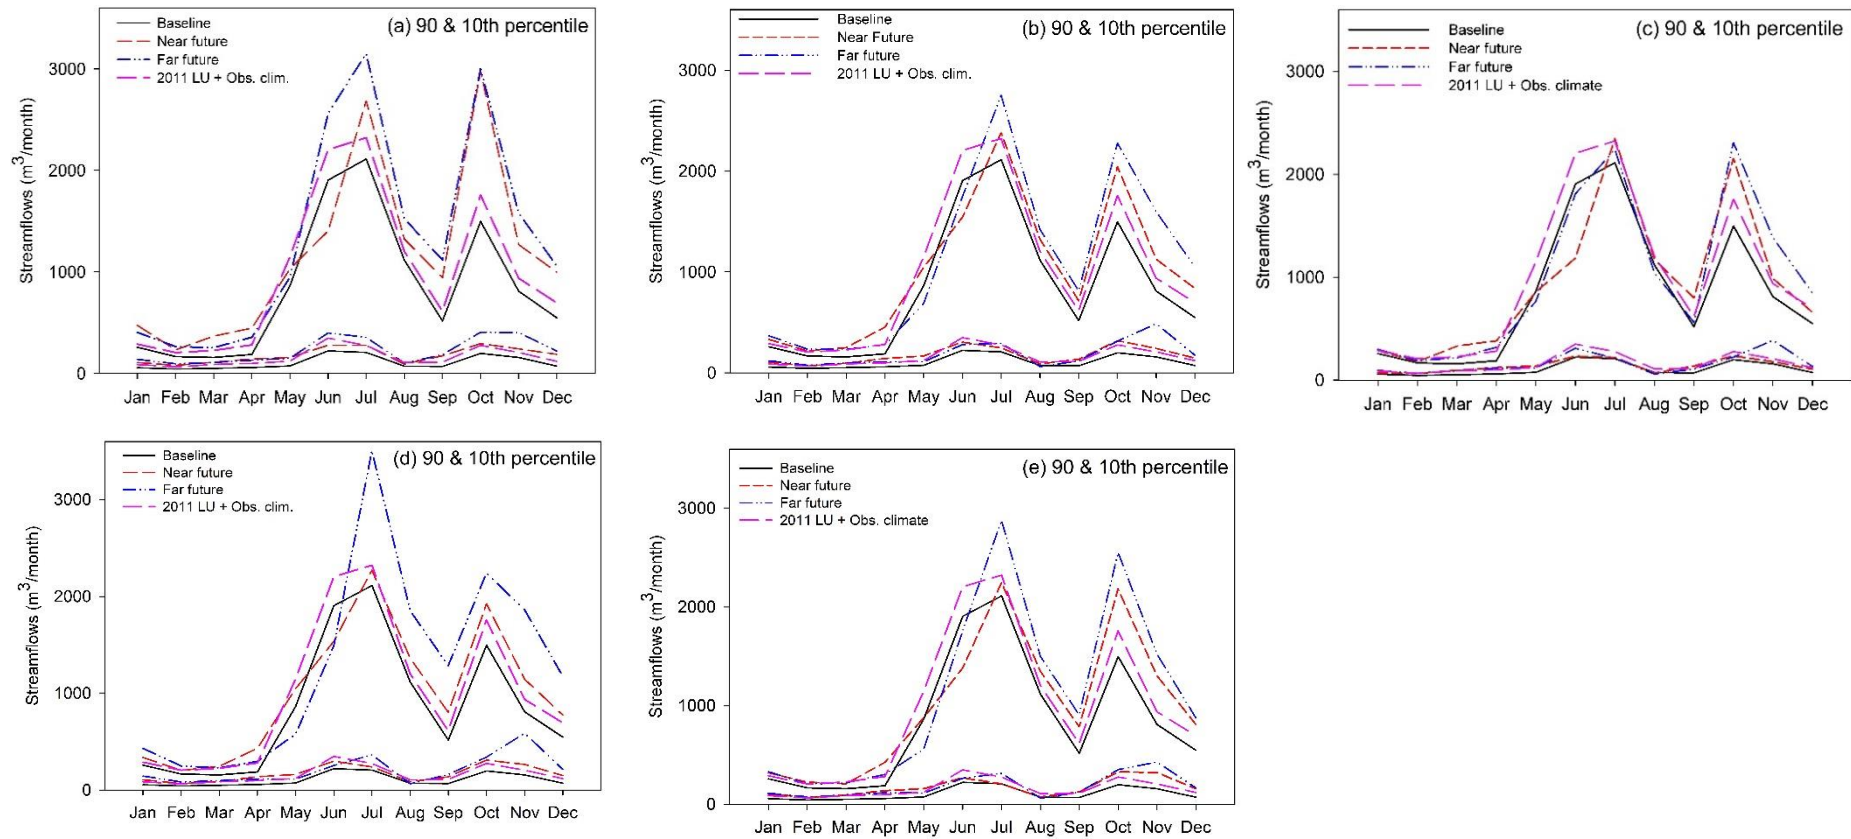 (a) 90 & 10th percentile
Baseline
Near future
Far future
2011 LU + Obs. clim.
Streamflows (m³/month)
3000
2000
1000
0
Jan Feb Mar Apr May Jun Jul Aug Sep Oct Nov Dec
(b) 90 & 10th percentile
Baseline
Near Future
Far future
2011 LU + Obs. clim.
Streamflows (m³/month)
3000
2000
1000
0
Jan Feb Mar Apr May Jun Jul Aug Sep Oct Nov Dec
(c) 90 & 10th percentile
Baseline
Near future
Far future
2011 LU + Obs. climate
Streamflows (m³/month)
3000
2000
1000
0
Jan Feb Mar Apr May Jun Jul Aug Sep Oct Nov Dec
(d) 90 & 10th percentile
Baseline
Near future
Far future
2011 LU + Obs. clim.
Streamflows (m³/month)
3000
2000
1000
0
Jan Feb Mar Apr May Jun Jul Aug Sep Oct Nov Dec
(e) 90 & 10th percentile
Baseline
Near future
Far future
2011 LU + Obs. climate
Streamflows (m³/month)
3000
2000
1000
0
Jan Feb Mar Apr May Jun Jul Aug Sep Oct Nov Dec